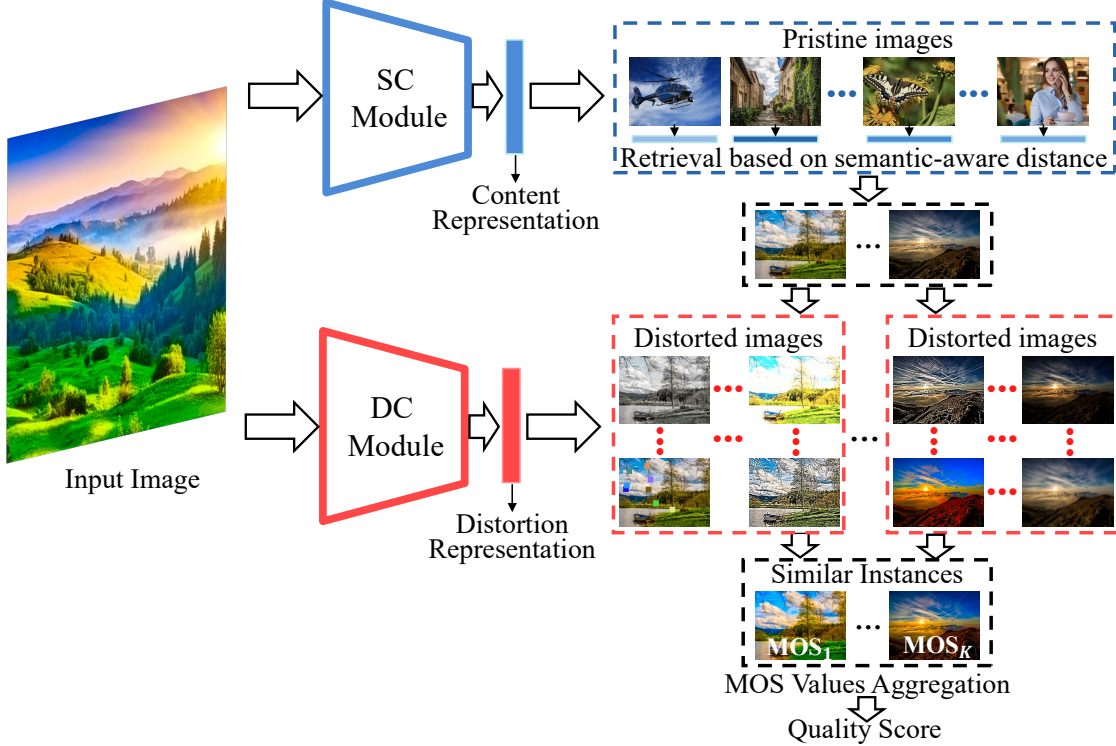 Input Image
SC
Module
Content
Representation
Pristine images
Retrieval based on semantic-aware distance
DC
Module
Distortion
Representation
Distorted images
Distorted images
Similar Instances
MOS₁
MOS_K
MOS Values Aggregation
Quality Score